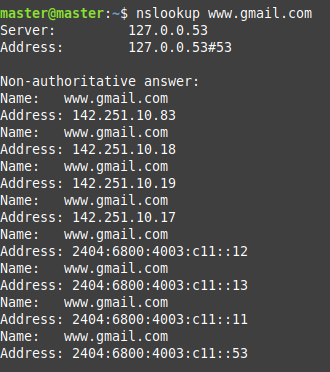 master@master:~$ nslookup www.gmail.com
Server:         127.0.0.53
Address:        127.0.0.53#53

Non-authoritative answer:
Name:   www.gmail.com
Address: 142.251.10.83
Name:   www.gmail.com
Address: 142.251.10.18
Name:   www.gmail.com
Address: 142.251.10.19
Name:   www.gmail.com
Address: 142.251.10.17
Name:   www.gmail.com
Address: 2404:6800:4003:c11::12
Name:   www.gmail.com
Address: 2404:6800:4003:c11::13
Name:   www.gmail.com
Address: 2404:6800:4003:c11::11
Name:   www.gmail.com
Address: 2404:6800:4003:c11::53